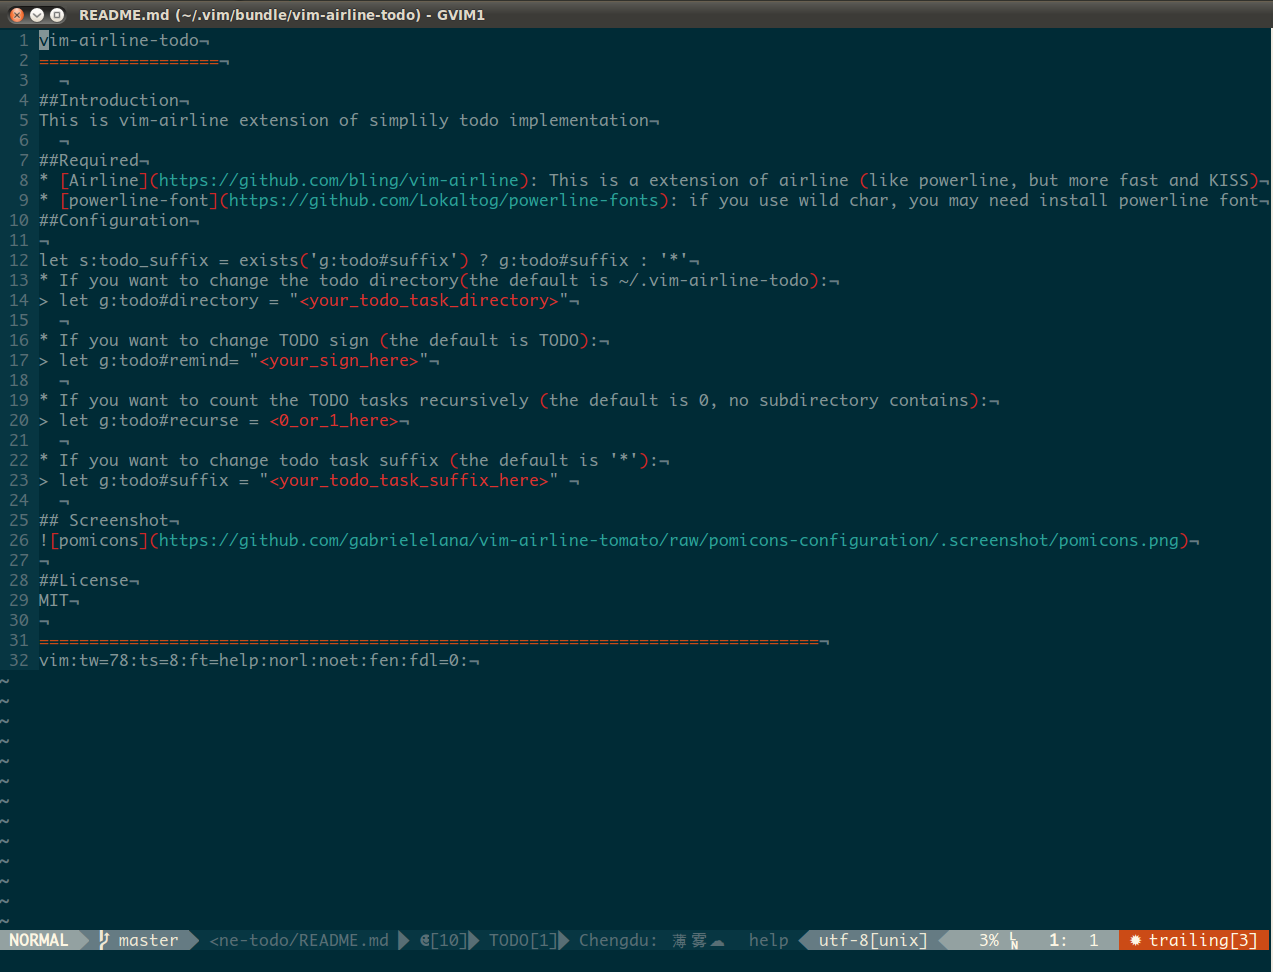 README.md (~/.vim/bundle/vim-airline-todo) - GVIM1
1 vim-airline-todo¬
2 ==================¬
3   ¬
4 ##Introduction¬
5 This is vim-airline extension of simplily todo implementation¬
6   ¬
7 ##Required¬
8 * [Airline](https://github.com/bling/vim-airline): This is a extension of airline (like powerline, but more fast and KISS)¬
9 * [powerline-font](https://github.com/Lokaltog/powerline-fonts): if you use wild char, you may need install powerline font¬
10 ##Configuration¬
11 ¬
12 let s:todo_suffix = exists('g:todo#suffix') ? g:todo#suffix : '*'¬
13 * If you want to change the todo directory(the default is ~/.vim-airline-todo):¬
14 > let g:todo#directory = "<your_todo_task_directory>"¬
15   ¬
16 * If you want to change TODO sign (the default is TODO):¬
17 > let g:todo#remind= "<your_sign_here>"¬
18   ¬
19 * If you want to count the TODO tasks recursively (the default is 0, no subdirectory contains):¬
20 > let g:todo#recurse = <0_or_1_here>¬
21   ¬
22 * If you want to change todo task suffix (the default is '*'):¬
23 > let g:todo#suffix = "<your_todo_task_suffix_here>" ¬
24   ¬
25 ## Screenshot¬
26 ![pomicons](https://github.com/gabrielelana/vim-airline-tomato/raw/pomicons-configuration/.screenshot/pomicons.png)¬
27 ¬
28 ##License¬
29 MIT¬
30 ¬
31 ==============================================================================¬
32 vim:tw=78:ts=8:ft=help:norl:noet:fen:fdl=0:¬
~
~
~
~
~
~
~
~
~
~
~
~
~
NORMAL master <ne-todo/README.md [10] TODO[1] Chengdu: 薄雾☁ help utf-8[unix] 3% LN 1: 1 ✹ trailing[3]